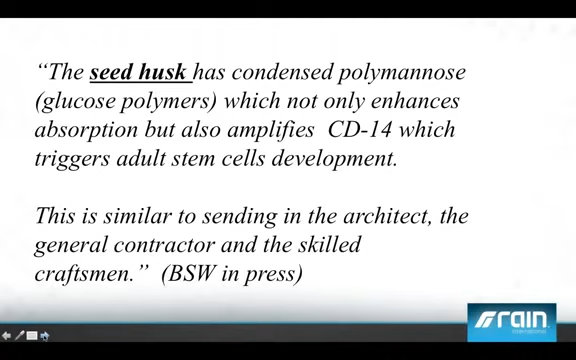 “The seed husk has condensed polymannose
(glucose polymers) which not only enhances
absorption but also amplifies CD-14 which
triggers adult stem cells development.
This is similar to sending in the architect, the
general contractor and the skilled
craftsmen.” (BSW in press)
rain
international